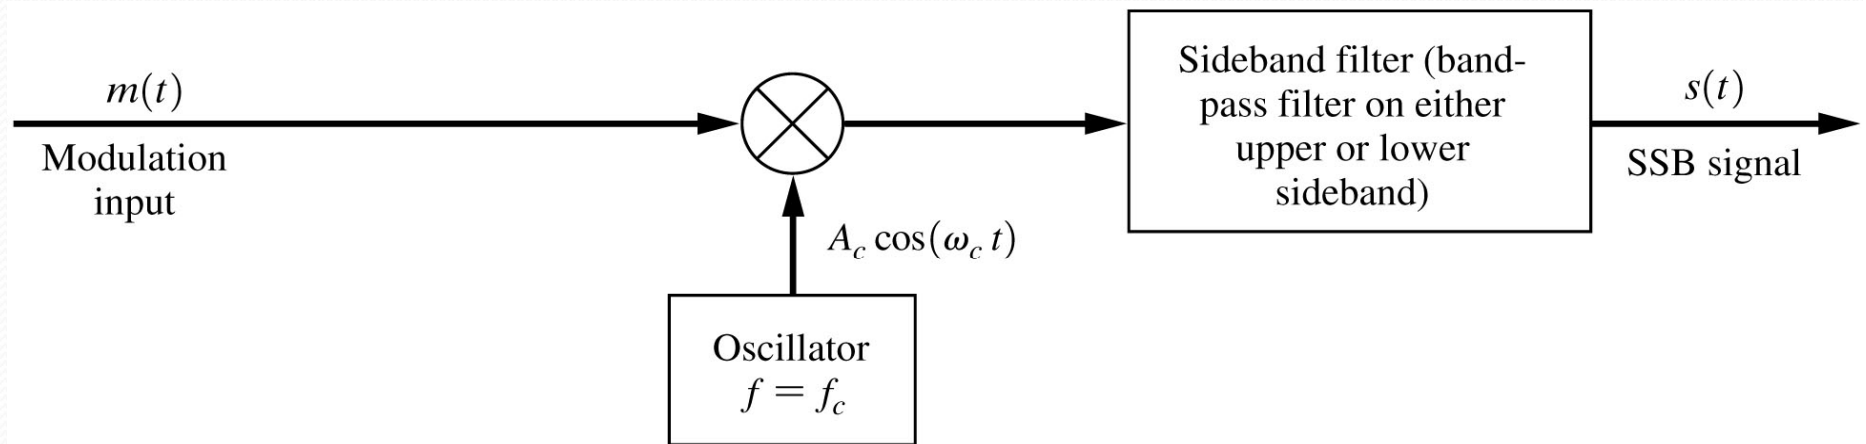 m(t)
Modulation
input
A_c cos(ω_c t)
Oscillator
f = f_c
Sideband filter (band-
pass filter on either
upper or lower
sideband)
s(t)
SSB signal